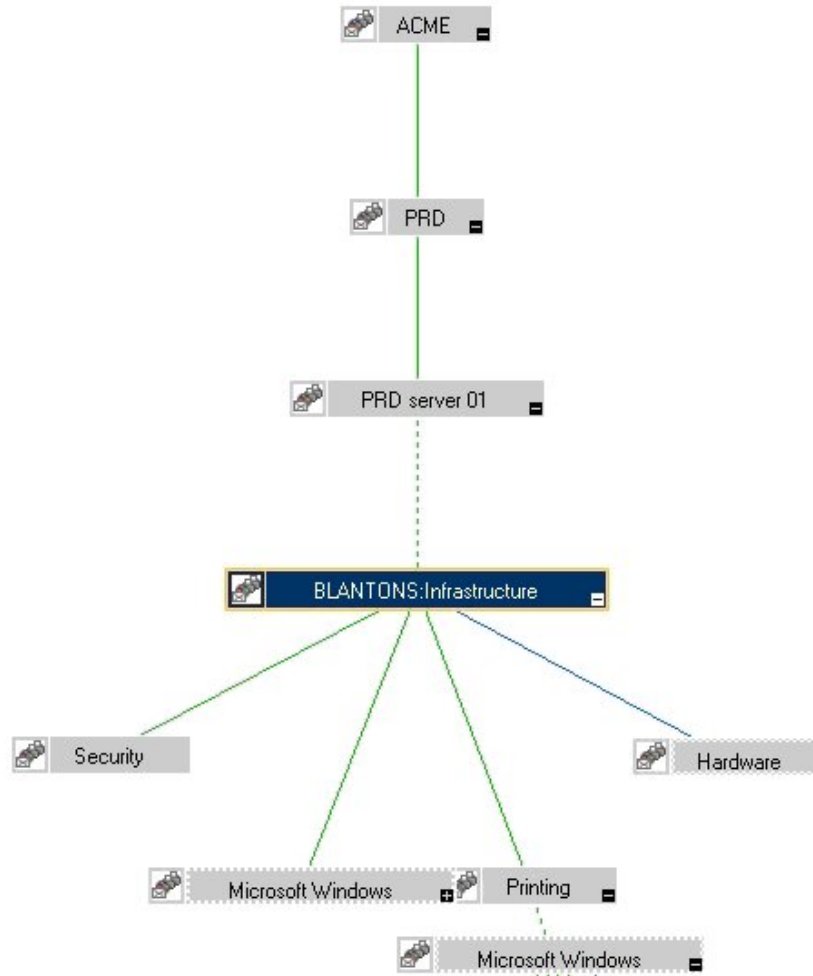 ACME
PRD
PRD server 01
BLANTONS:Infrastructure
Security
Hardware
Microsoft Windows
Printing
Microsoft Windows